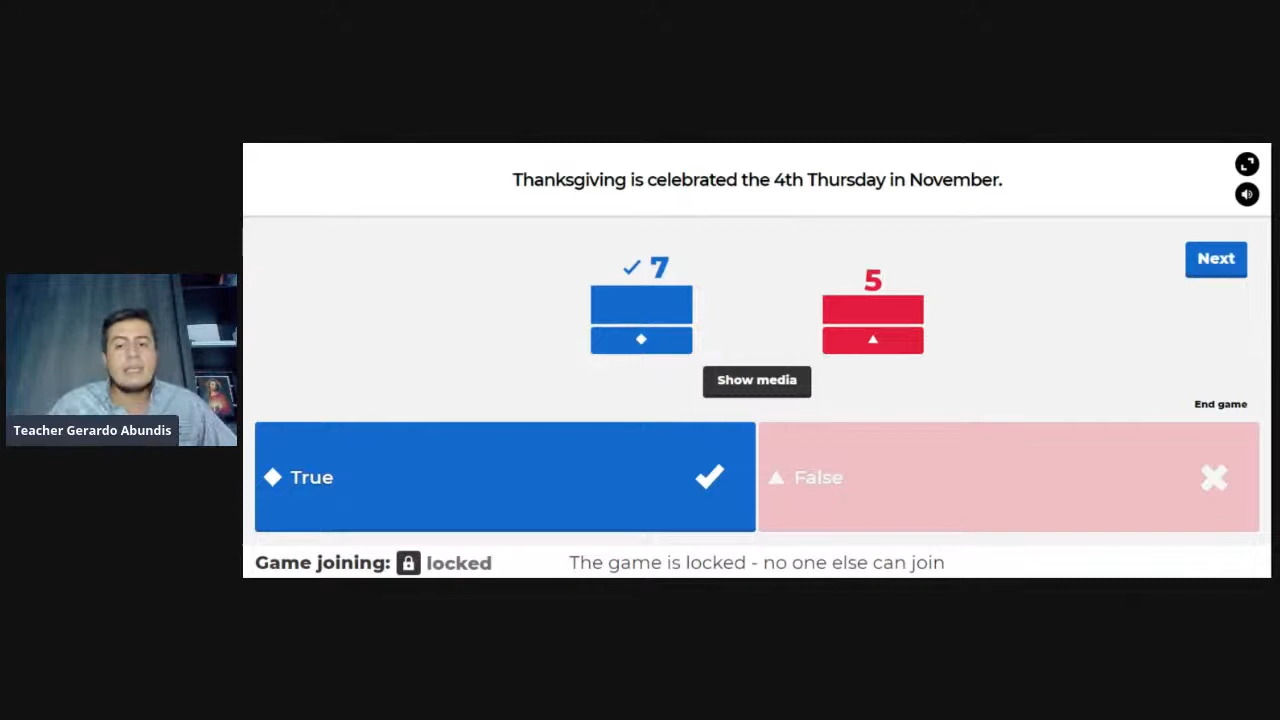 Thanksgiving is celebrated the 4th Thursday in November.
7
5
Next
Show media
End game
Teacher Gerardo Abundis
True
False
Game joining: locked
The game is locked - no one else can join